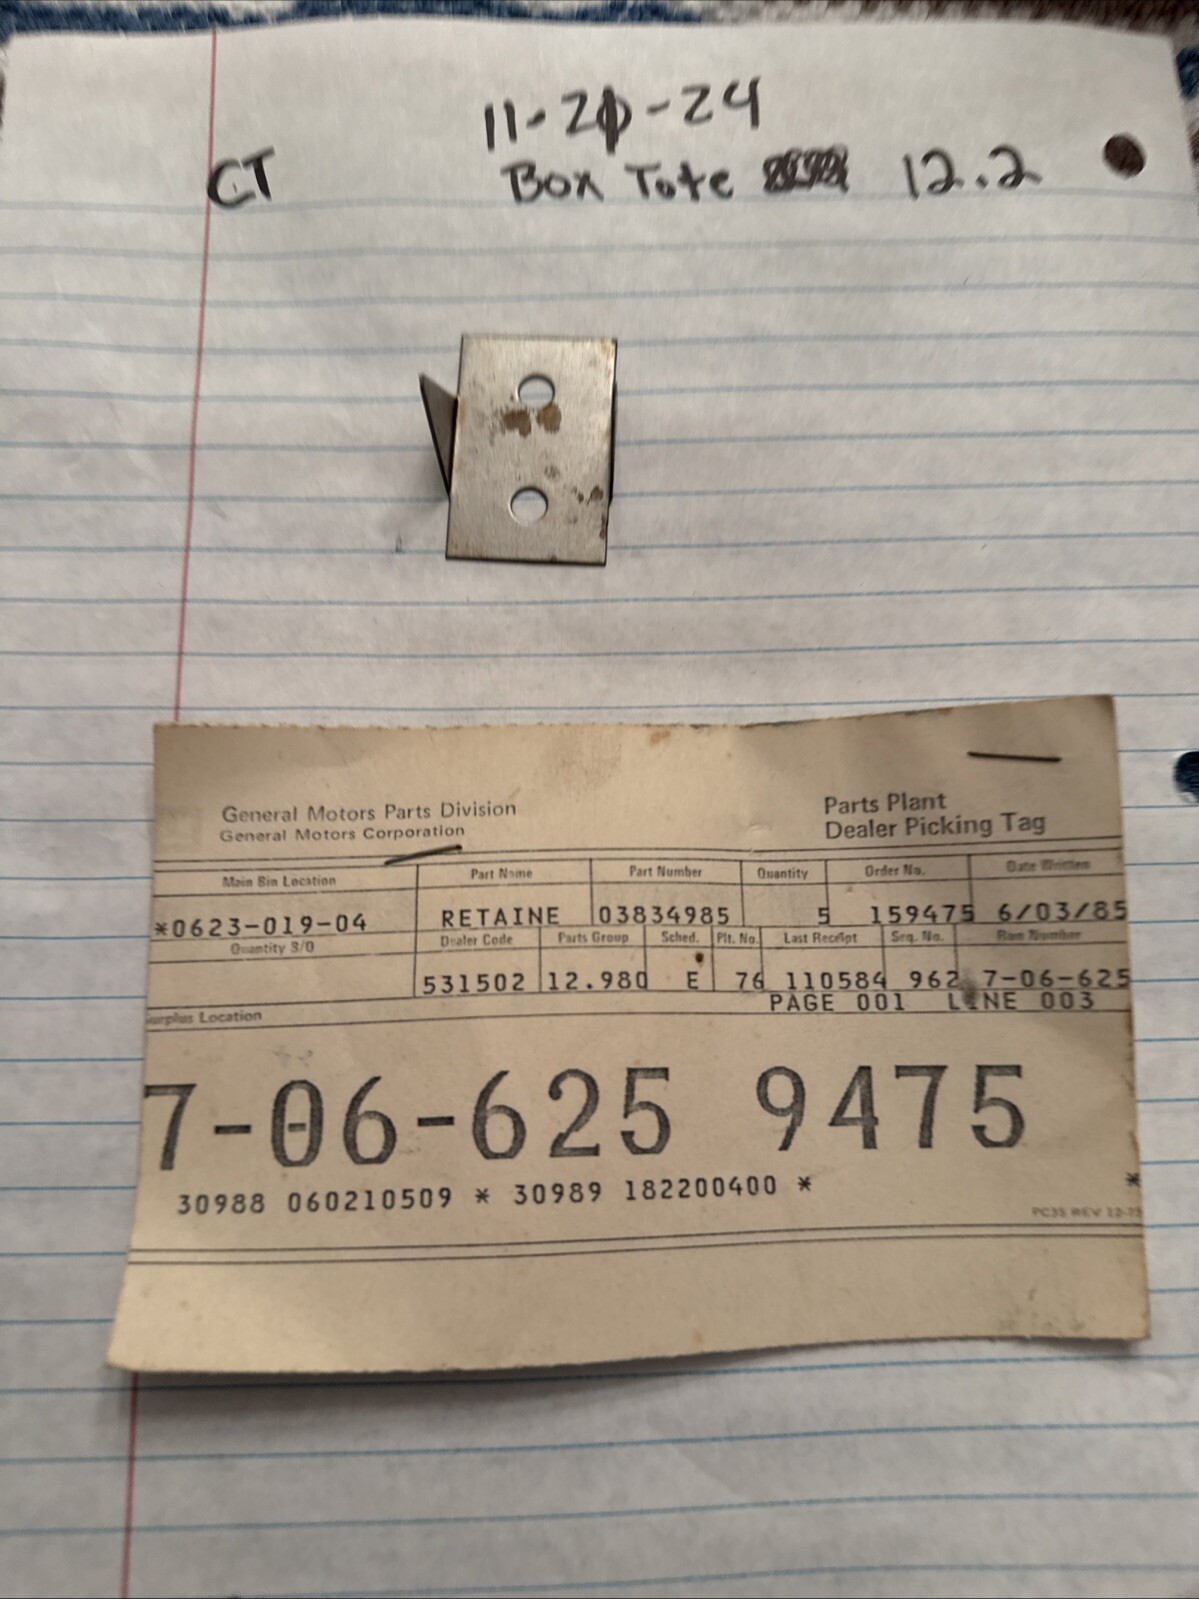 11-20-24
CT Box Tote 12.2
General Motors Parts Division
General Motors Corporation
Parts Plant
Dealer Picking Tag
Main Bin Location Part Name Part Number Quantity Order No. Date Written
*0623-019-04 RETAINE 03834985 5 159475 6/03/85
Quantity S/O Dealer Code Parts Group Sched. Plt. No. Last Receipt Seq. No. Run Number
531502 12.980 E 76 110584 962 7-06-625
PAGE 001 LINE 003
Surplus Location
7-06-625 9475
30988 060210509 * 30989 182200400 * *
PC35 REV 12-75